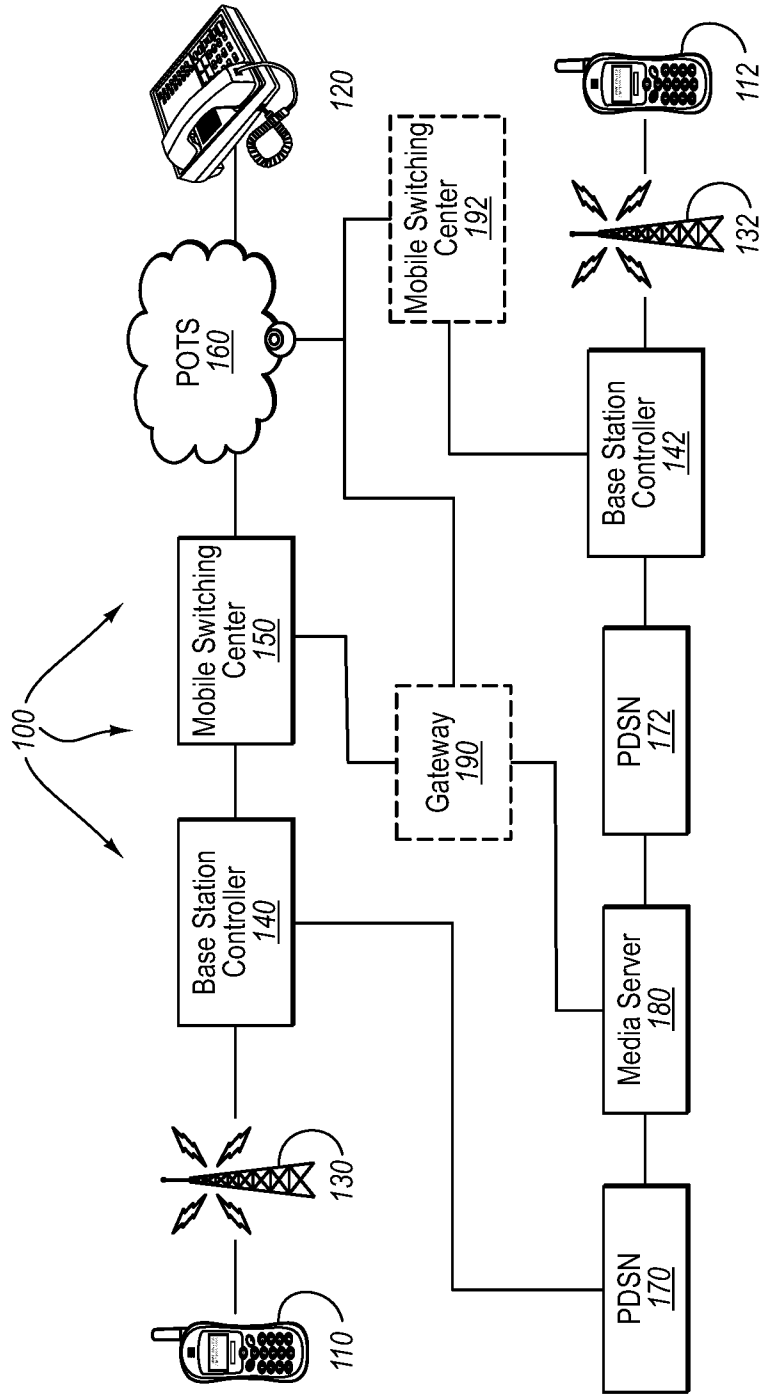 100
110
130
Base Station
Controller
140
Mobile Switching
Center
150
POTS
160
120
Gateway
190
Mobile Switching
Center
192
PDSN
170
Media Server
180
PDSN
172
Base Station
Controller
142
132
112